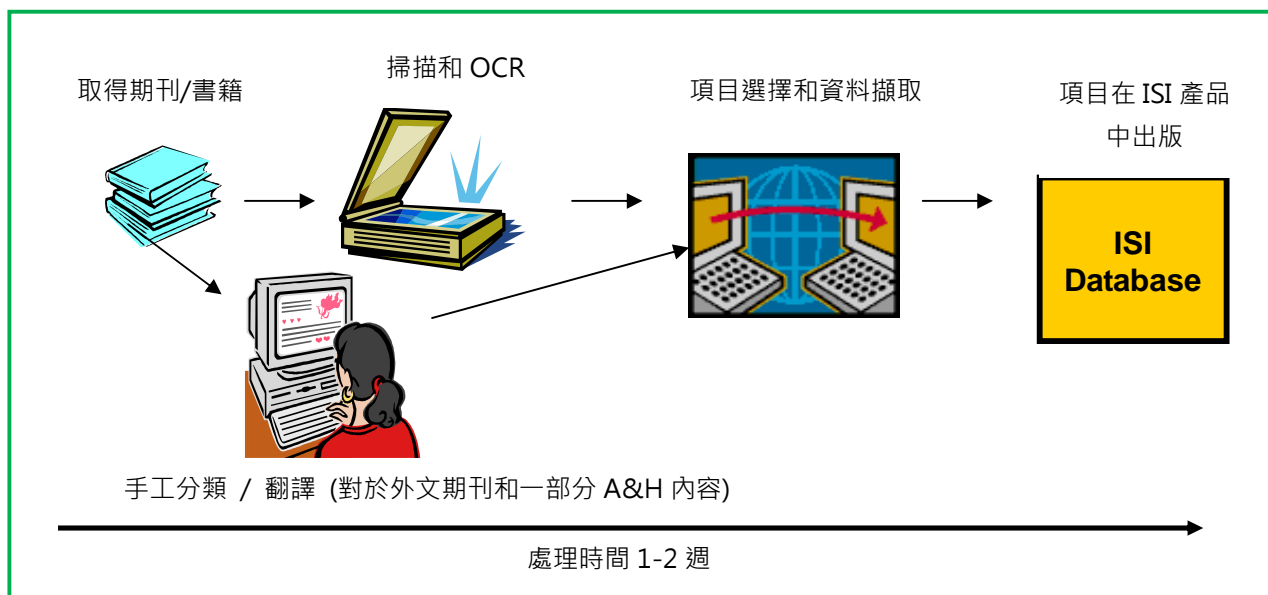 取得期刊/書籍
掃描和 OCR
項目選擇和資料擷取
項目在 ISI 產品
中出版
ISI
Database
手工分類 / 翻譯 (對於外文期刊和一部分 A&H 內容)
處理時間 1-2 週